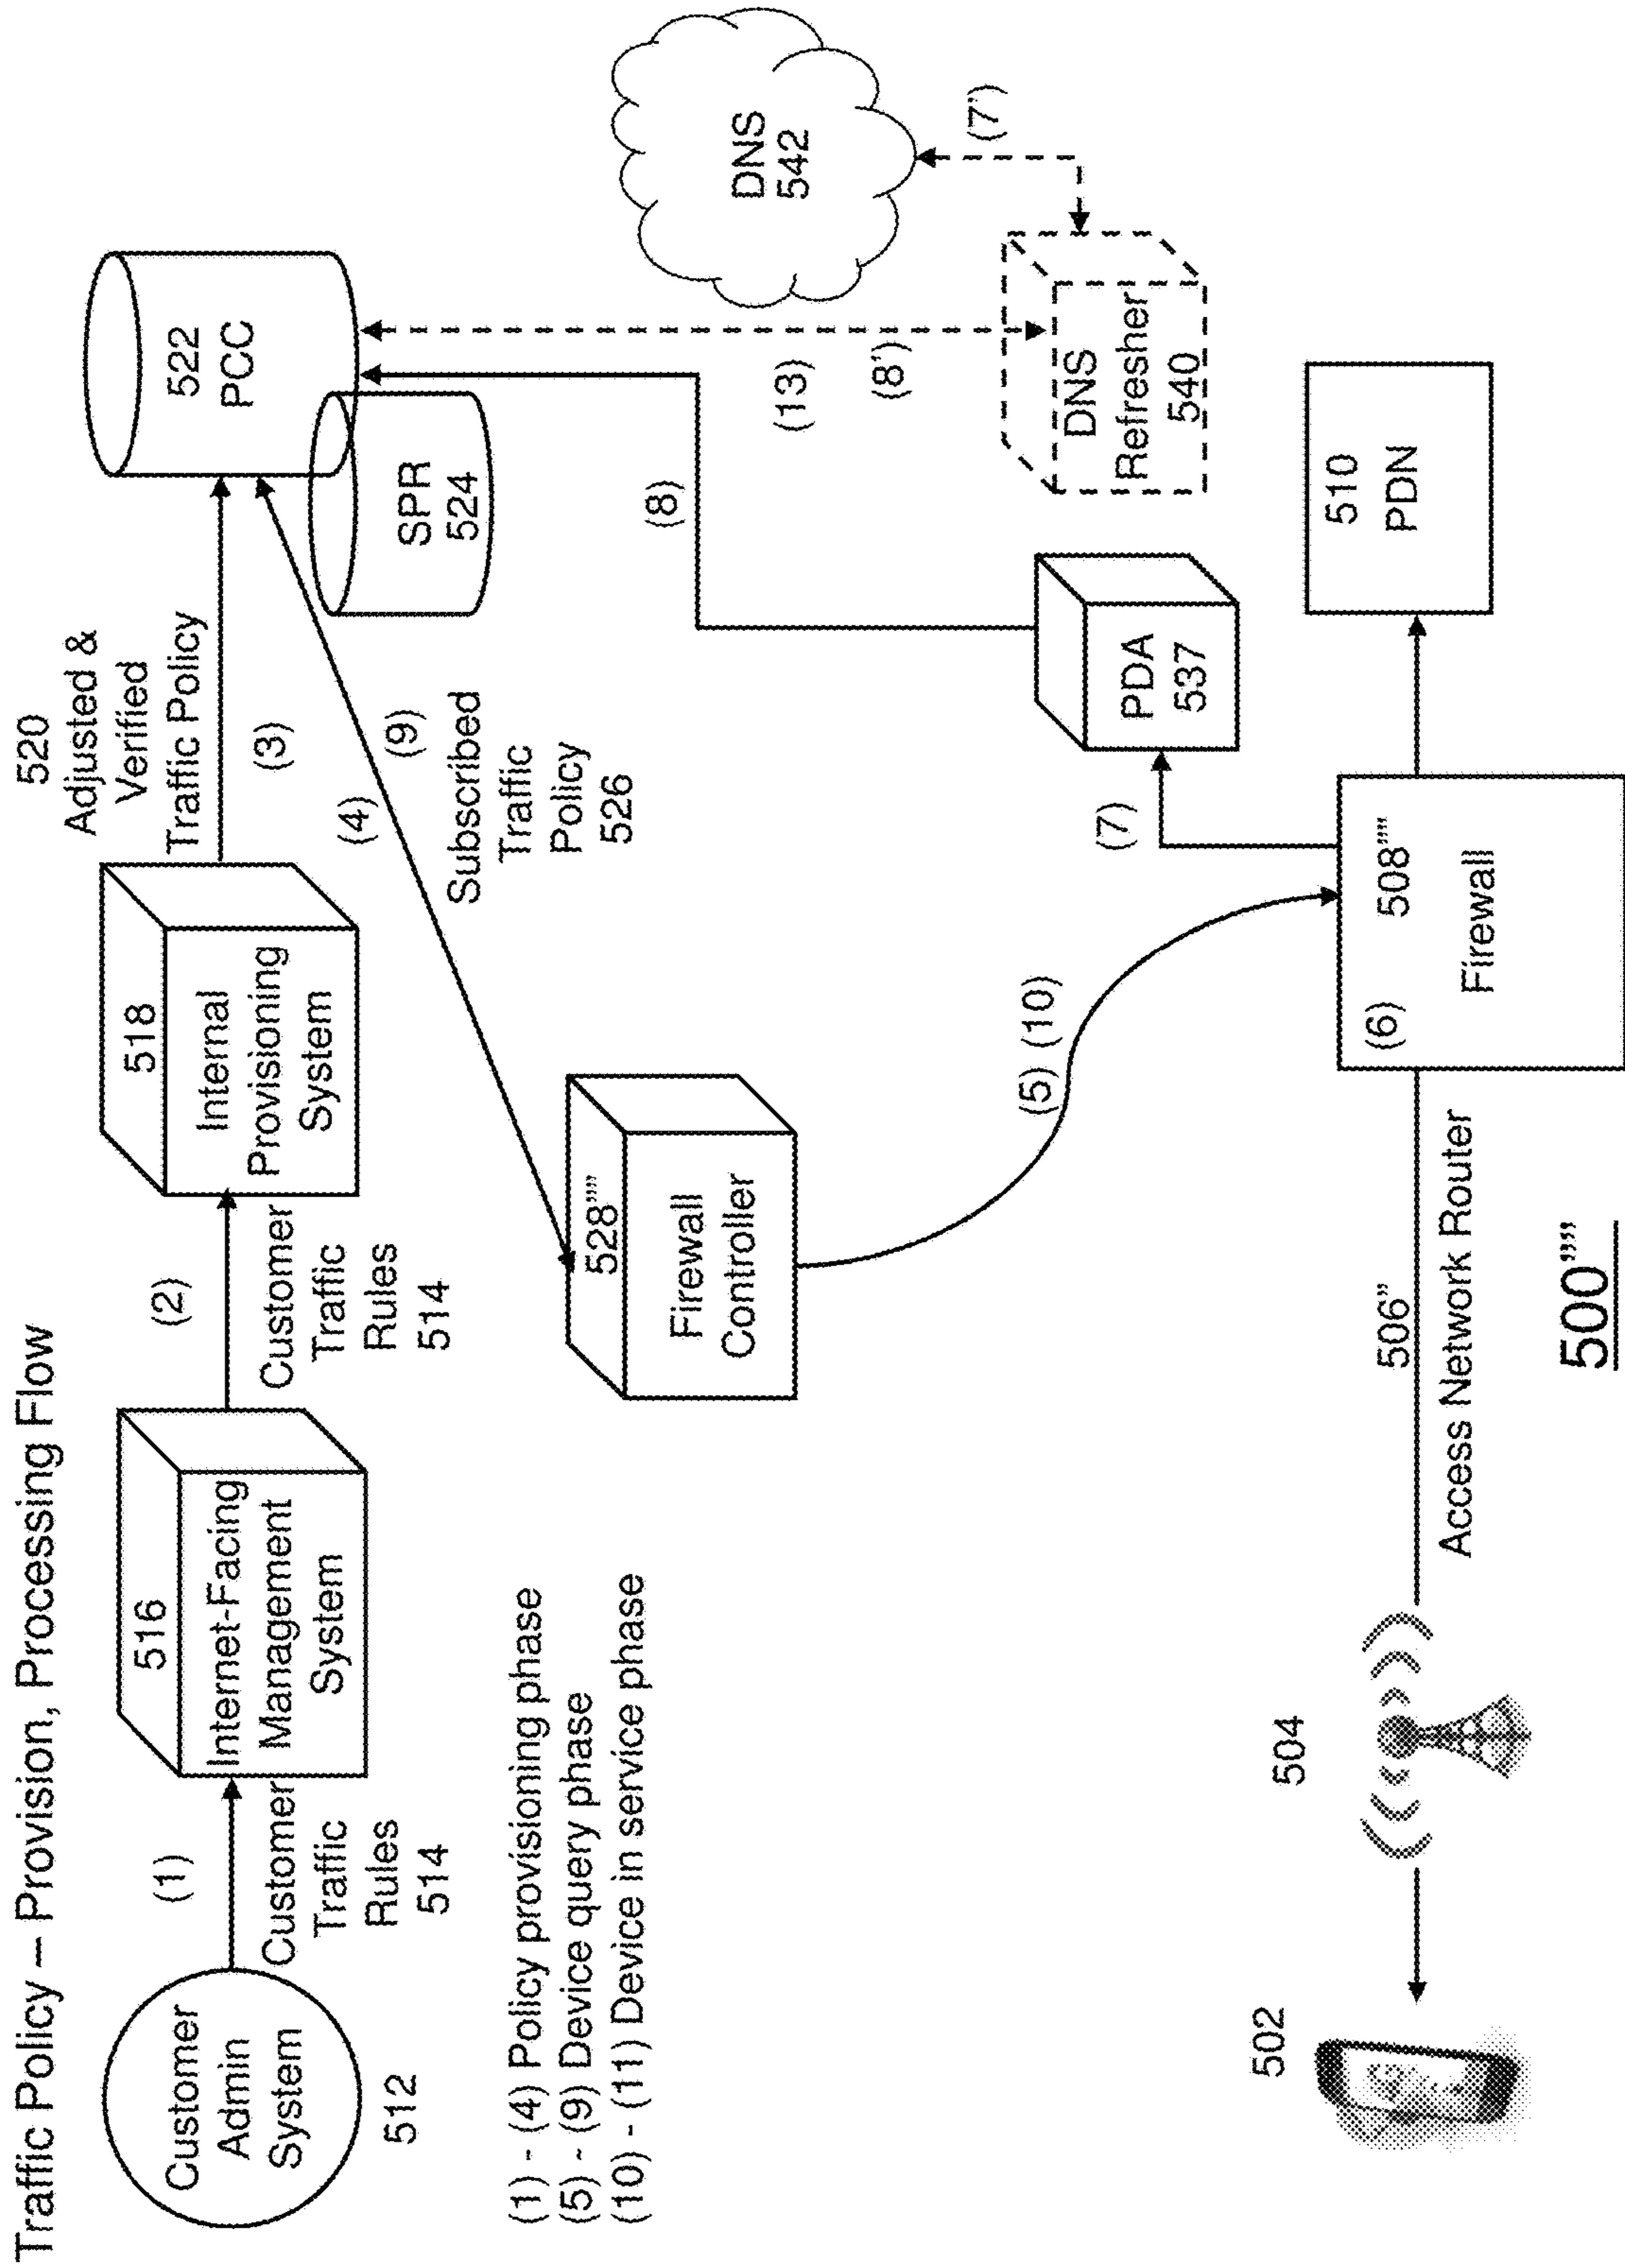 Traffic Policy – Provision, Processing Flow
Customer
Admin
System
512
(1)
Customer
Traffic
Rules
514
516
Internet-Facing
Management
System
(2)
Customer
Traffic
Rules
514
518
Internal
Provisioning
System
520
Adjusted &
Verified
Traffic Policy
(3)
522
PCC
SPR
524
(4)
(9)
Subscribed
Traffic
Policy
526
(1) - (4) Policy provisioning phase
(5) - (9) Device query phase
(10) - (11) Device in service phase
528''''
Firewall
Controller
(5) (10)
(8)
(13)
(8')
DNS
542
(7')
DNS
Refresher
540
PDA
537
(7)
510
PDN
(6)
508''''
Firewall
502
504
506''
Access Network Router
500''''